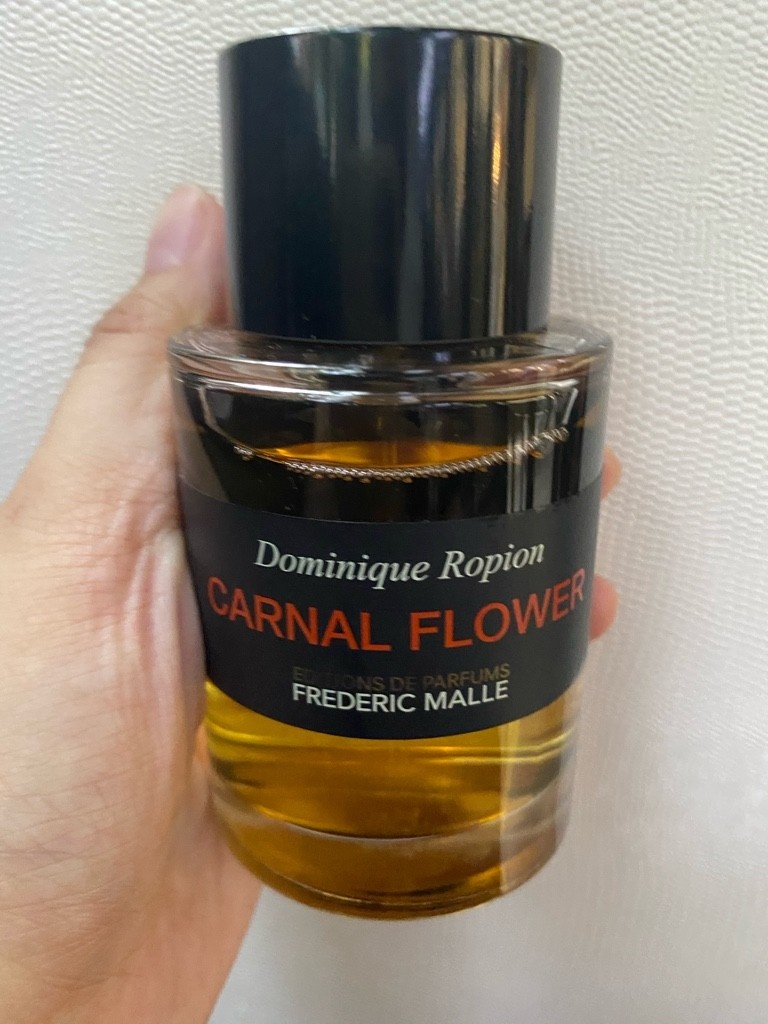 Dominique Ropion
CARNAL FLOWER
EDITIONS DE PARFUMS
FREDERIC MALLE